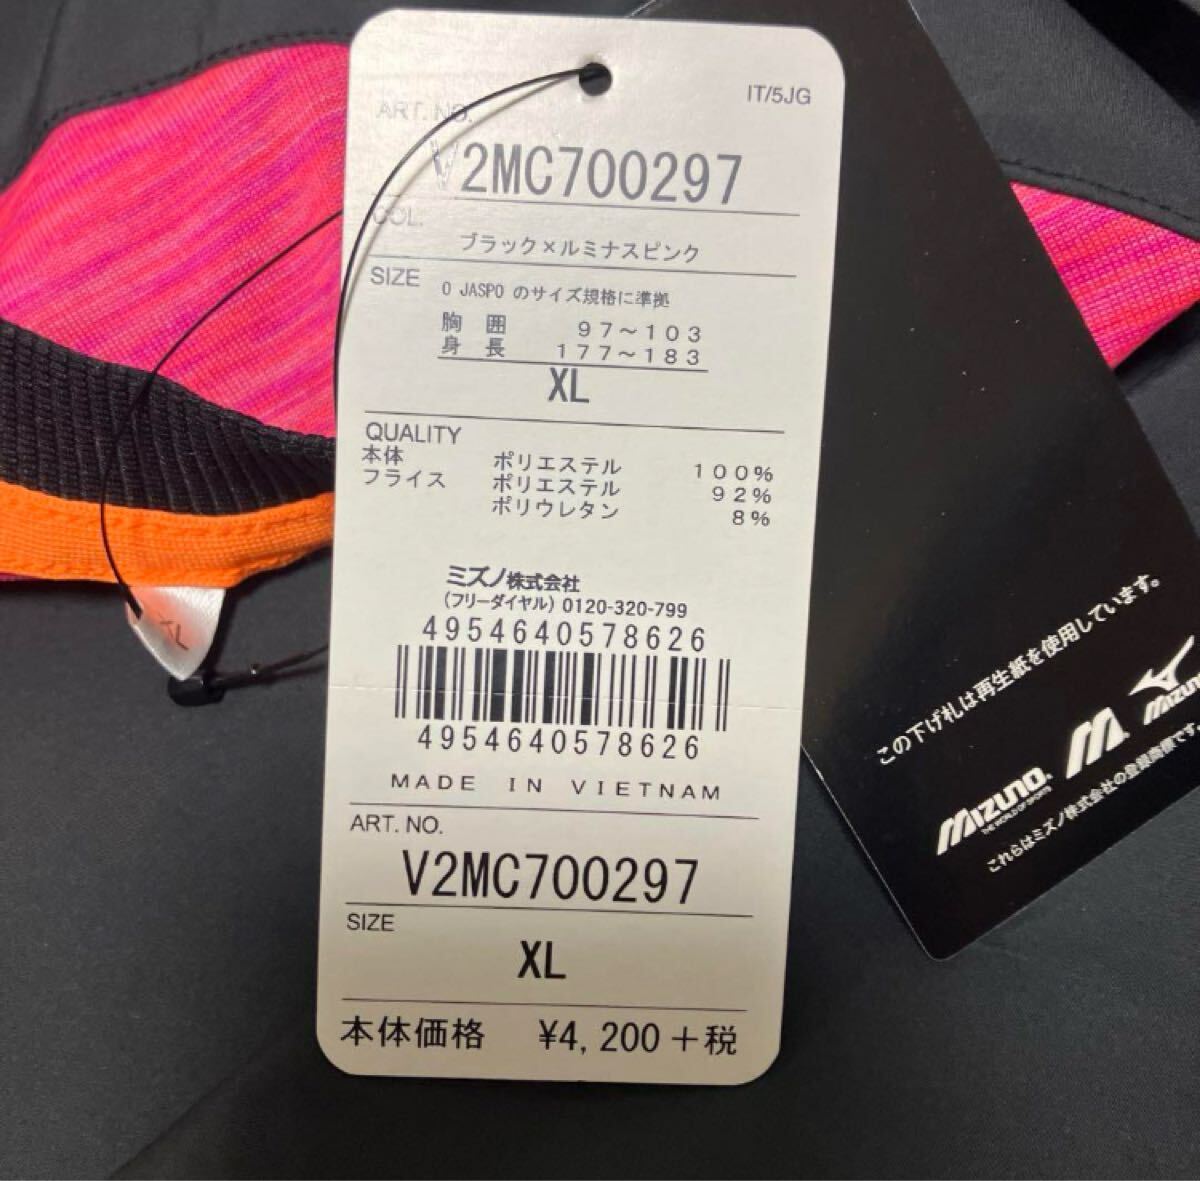 IT/5JG
ART. NO.
V2MC700297
COL.
ブラック×ルミナスピンク
SIZE
O JASPO のサイズ規格に準拠
胸 囲 97～103
身 長 177～183
XL
QUALITY
本体 ポリエステル 100%
フライス ポリエステル 92%
ポリウレタン 8%
ミズノ株式会社
(フリーダイヤル) 0120-320-799
4954640578626
4954640578626
MADE IN VIETNAM
ART. NO.
V2MC700297
SIZE
XL
本体価格 ¥4,200＋税
XL
この下げ札は再生紙を使用しています。
MIZUNO
M
MIZUNO
THE WORLD OF SPORTS
これらはミズノ株式会社の登録商標です。